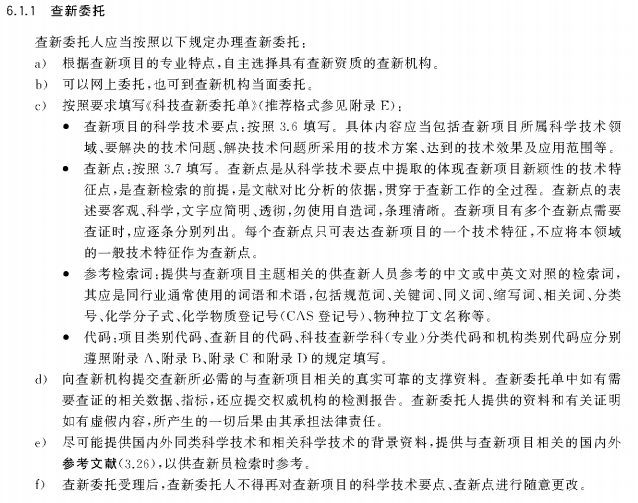 6.1.1 查新委托
查新委托人应当按照以下规定办理查新委托:
a) 根据查新项目的专业特点,自主选择具有查新资质的查新机构。
b) 可以网上委托,也可到查新机构当面委托。
c) 按照要求填写《科技查新委托单》(推荐格式参见附录 E):
● 查新项目的科学技术要点:按照 3.6 填写。具体内容应当包括查新项目所属科学技术领
域、要解决的技术问题、解决技术问题所采用的技术方案、达到的技术效果及应用范围等。
● 查新点:按照 3.7 填写。查新点是从科学技术要点中提取的体现查新项目新颖性的技术特
征点,是查新检索的前提,是文献对比分析的依据,贯穿于查新工作的全过程。查新点的表
述要客观、科学,文字应简明、透彻,勿使用自造词,条理清晰。查新项目有多个查新点需要
查证时,应逐条分别列出。每个查新点只可表达查新项目的一个技术特征,不应将本领域
的一般技术特征作为查新点。
● 参考检索词:提供与查新项目主题相关的供查新人员参考的中文或中英文对照的检索词,
其应是同行业通常使用的词语和术语,包括规范词、关键词、同义词、缩写词、相关词、分类
号、化学分子式、化学物质登记号(CAS 登记号)、物种拉丁文名称等。
● 代码:项目类别代码、查新目的代码、科技查新学科(专业)分类代码和机构类别代码应分别
遵照附录 A、附录 B、附录 C 和附录 D 的规定填写。
d) 向查新机构提交查新所必需的与查新项目相关的真实可靠的支撑资料。查新委托单中如有需
要查证的相关数据、指标,还应提交权威机构的检测报告。查新委托人提供的资料和有关证明
如有虚假内容,所产生的一切后果由其承担法律责任。
e) 尽可能提供国内外同类科学技术和相关科学技术的背景资料,提供与查新项目相关的国内外
参考文献(3.26),以供查新员检索时参考。
f) 查新委托受理后,查新委托人不得再对查新项目的科学技术要点、查新点进行随意更改。